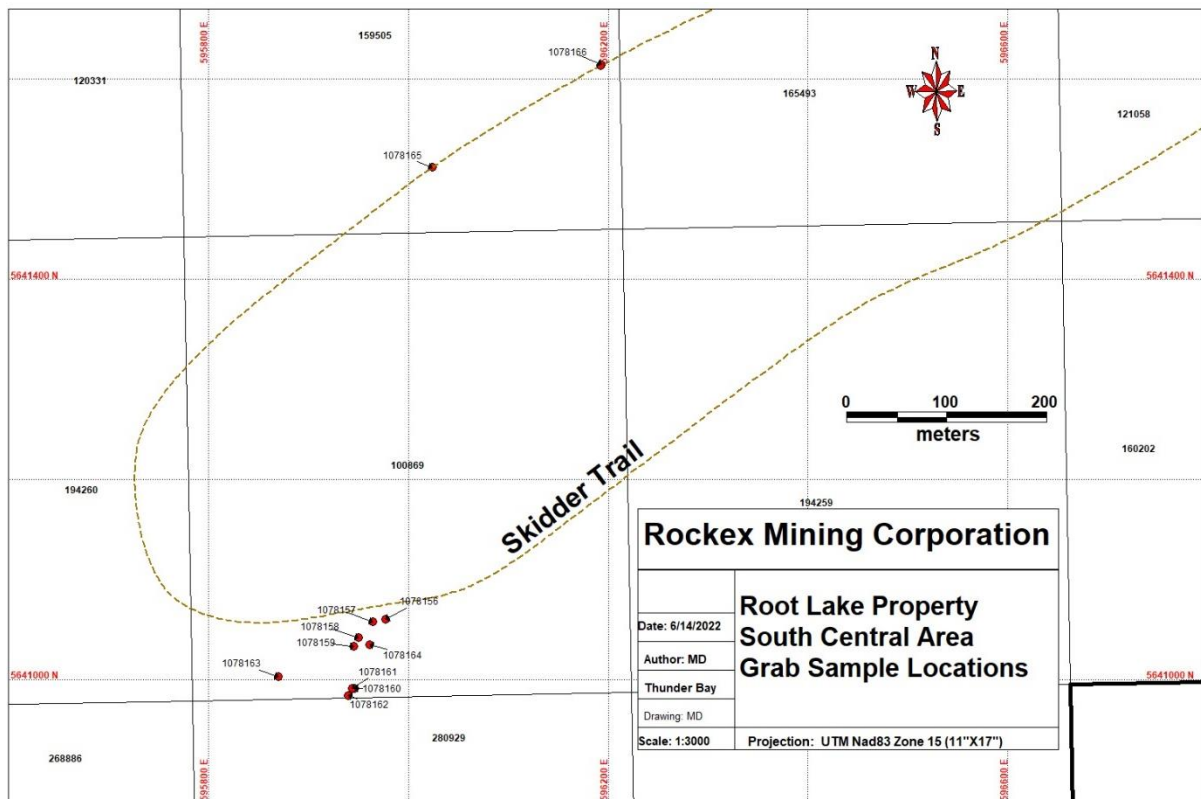 595800 E
596200 E
596600 E
159505
1078166
120331
165493
N
W E
S
121058
1078165
5641400 N
5641400 N
0 100 200
meters
160202
100869
194260
194259
Skidder Trail
Rockex Mining Corporation
Root Lake Property
South Central Area
Grab Sample Locations
Date: 6/14/2022
Author: MD
Thunder Bay
Drawing: MD
Scale: 1:3000
Projection: UTM Nad83 Zone 15 (11"X17")
1078157
1078156
1078158
1078159
1078164
1078163
1078161
1078160
1078162
5641000 N
5641000 N
280929
268886
595800 E
596200 E
596600 E